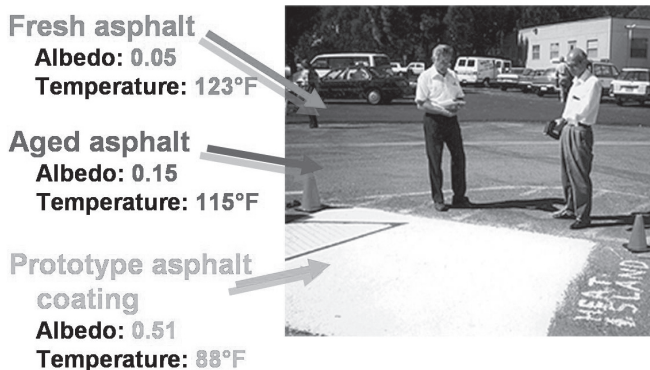 Fresh asphalt
Albedo: 0.05
Temperature: 123°F
Aged asphalt
Albedo: 0.15
Temperature: 115°F
Prototype asphalt
coating
Albedo: 0.51
Temperature: 88°F
HEAT
ISLAND